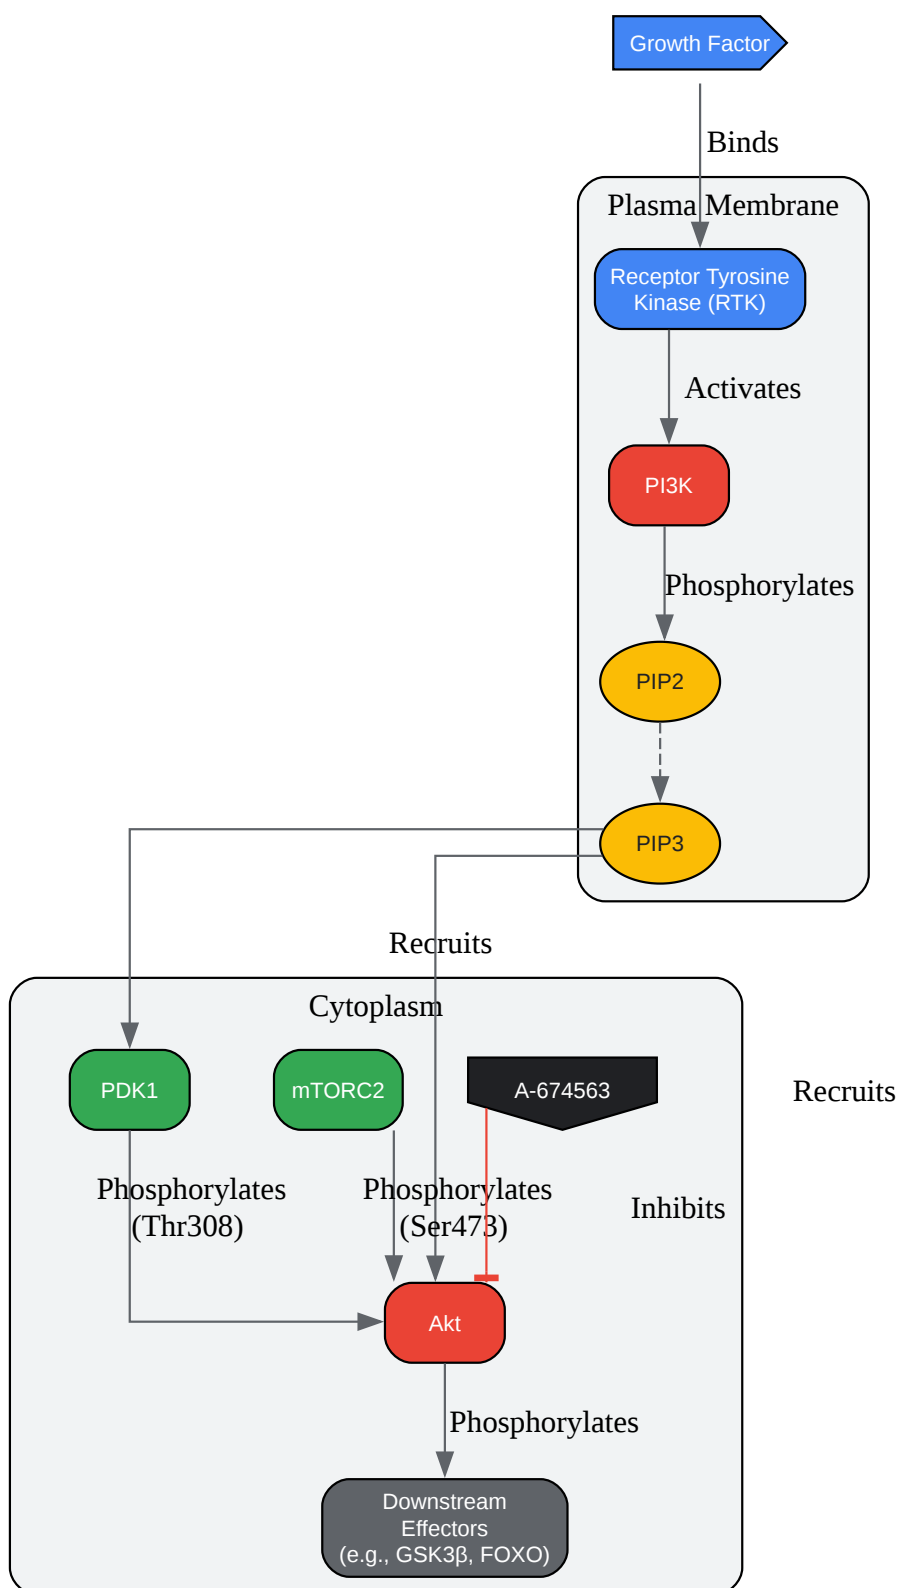 Growth Factor
Binds
Plasma Membrane
Receptor Tyrosine
Kinase (RTK)
Activates
PI3K
Phosphorylates
PIP2
PIP3
Recruits
Cytoplasm
PDK1
mTORC2
A-674563
Recruits
Phosphorylates
(Thr308)
Phosphorylates
(Ser473)
Inhibits
Akt
Phosphorylates
Downstream
Effectors
(e.g., GSK3β, FOXO)